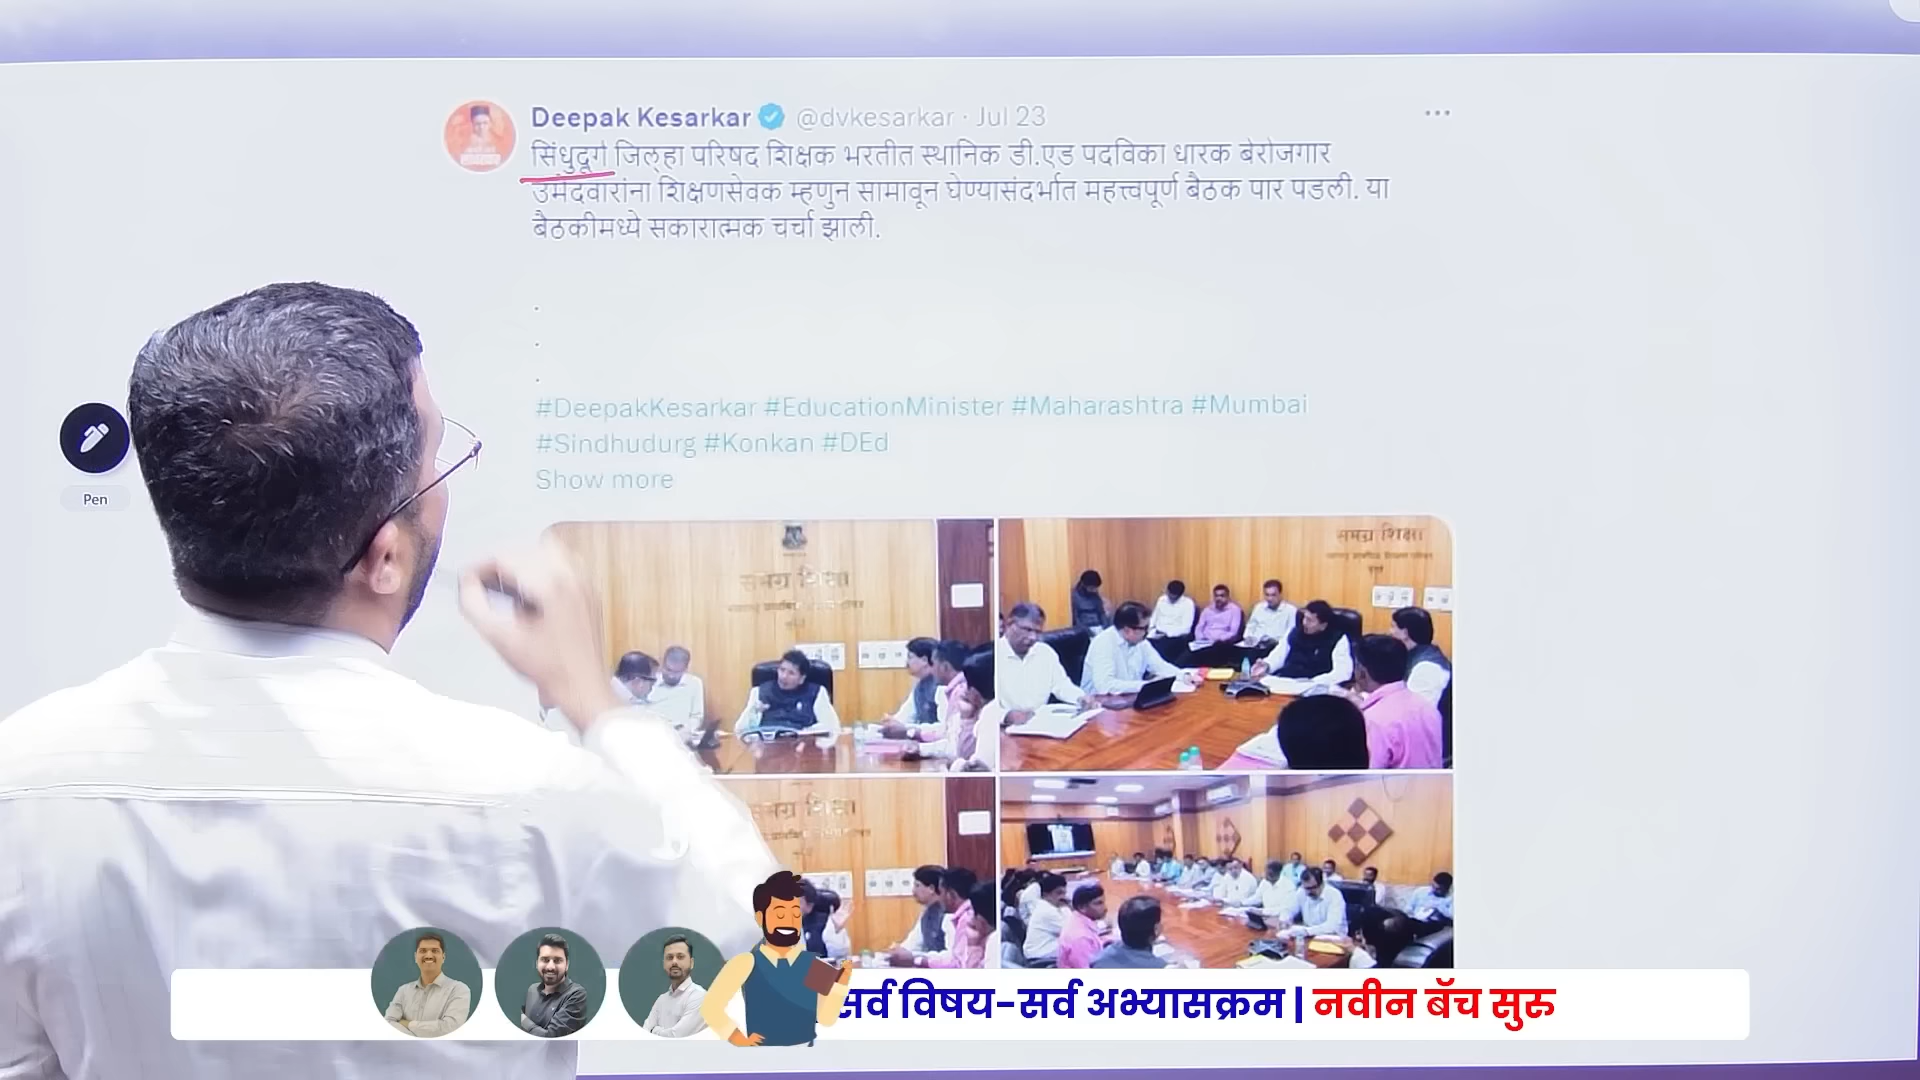 Deepak Kesarkar @dvkesarkar · Jul 23
सिंधुदूर्ग जिल्हा परिषद शिक्षक भरतीत स्थानिक डी.एड पदविका धारक बेरोजगार
उमेदवारांना शिक्षणसेवक म्हणुन सामावून घेण्यासंदर्भात महत्त्वपूर्ण बैठक पार पडली. या
बैठकीमध्ये सकारात्मक चर्चा झाली.
.
.
.
#DeepakKesarkar #EducationMinister #Maharashtra #Mumbai
#Sindhudurg #Konkan #DEd
Show more
Pen
समग्र शिक्षा
समग्र शिक्षा
समग्र शिक्षा
सर्व विषय-सर्व अभ्यासक्रम | नवीन बॅच सुरु